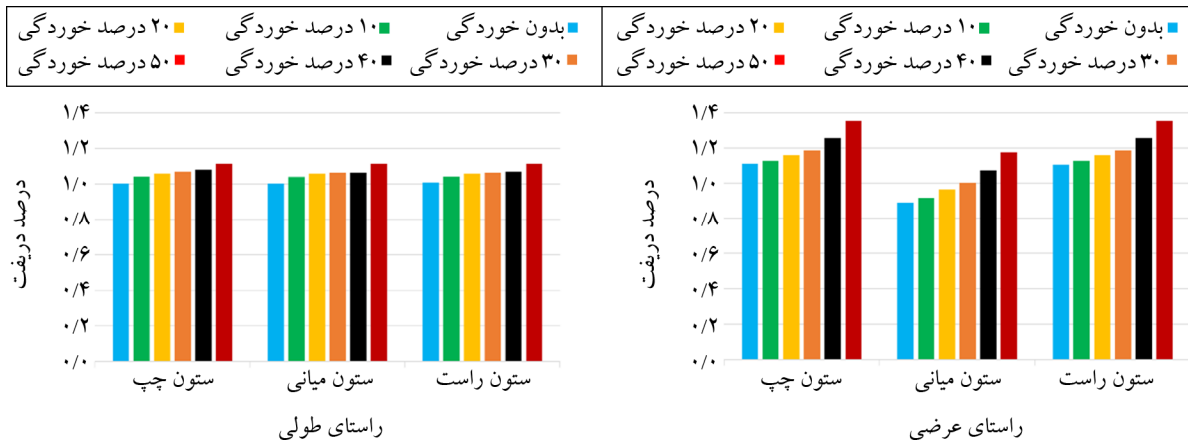 بدون خوردگی ۱۰ درصد خوردگی ۲۰ درصد خوردگی
۳۰ درصد خوردگی ۴۰ درصد خوردگی ۵۰ درصد خوردگی
بدون خوردگی ۱۰ درصد خوردگی ۲۰ درصد خوردگی
۳۰ درصد خوردگی ۴۰ درصد خوردگی ۵۰ درصد خوردگی
درصد دریفت
۱/۴
۱/۲
۱/۰
۰/۸
۰/۶
۰/۴
۰/۲
۰/۰
ستون چپ ستون میانی ستون راست
راستای عرضی
درصد دریفت
۱/۴
۱/۲
۱/۰
۰/۸
۰/۶
۰/۴
۰/۲
۰/۰
ستون چپ ستون میانی ستون راست
راستای طولی